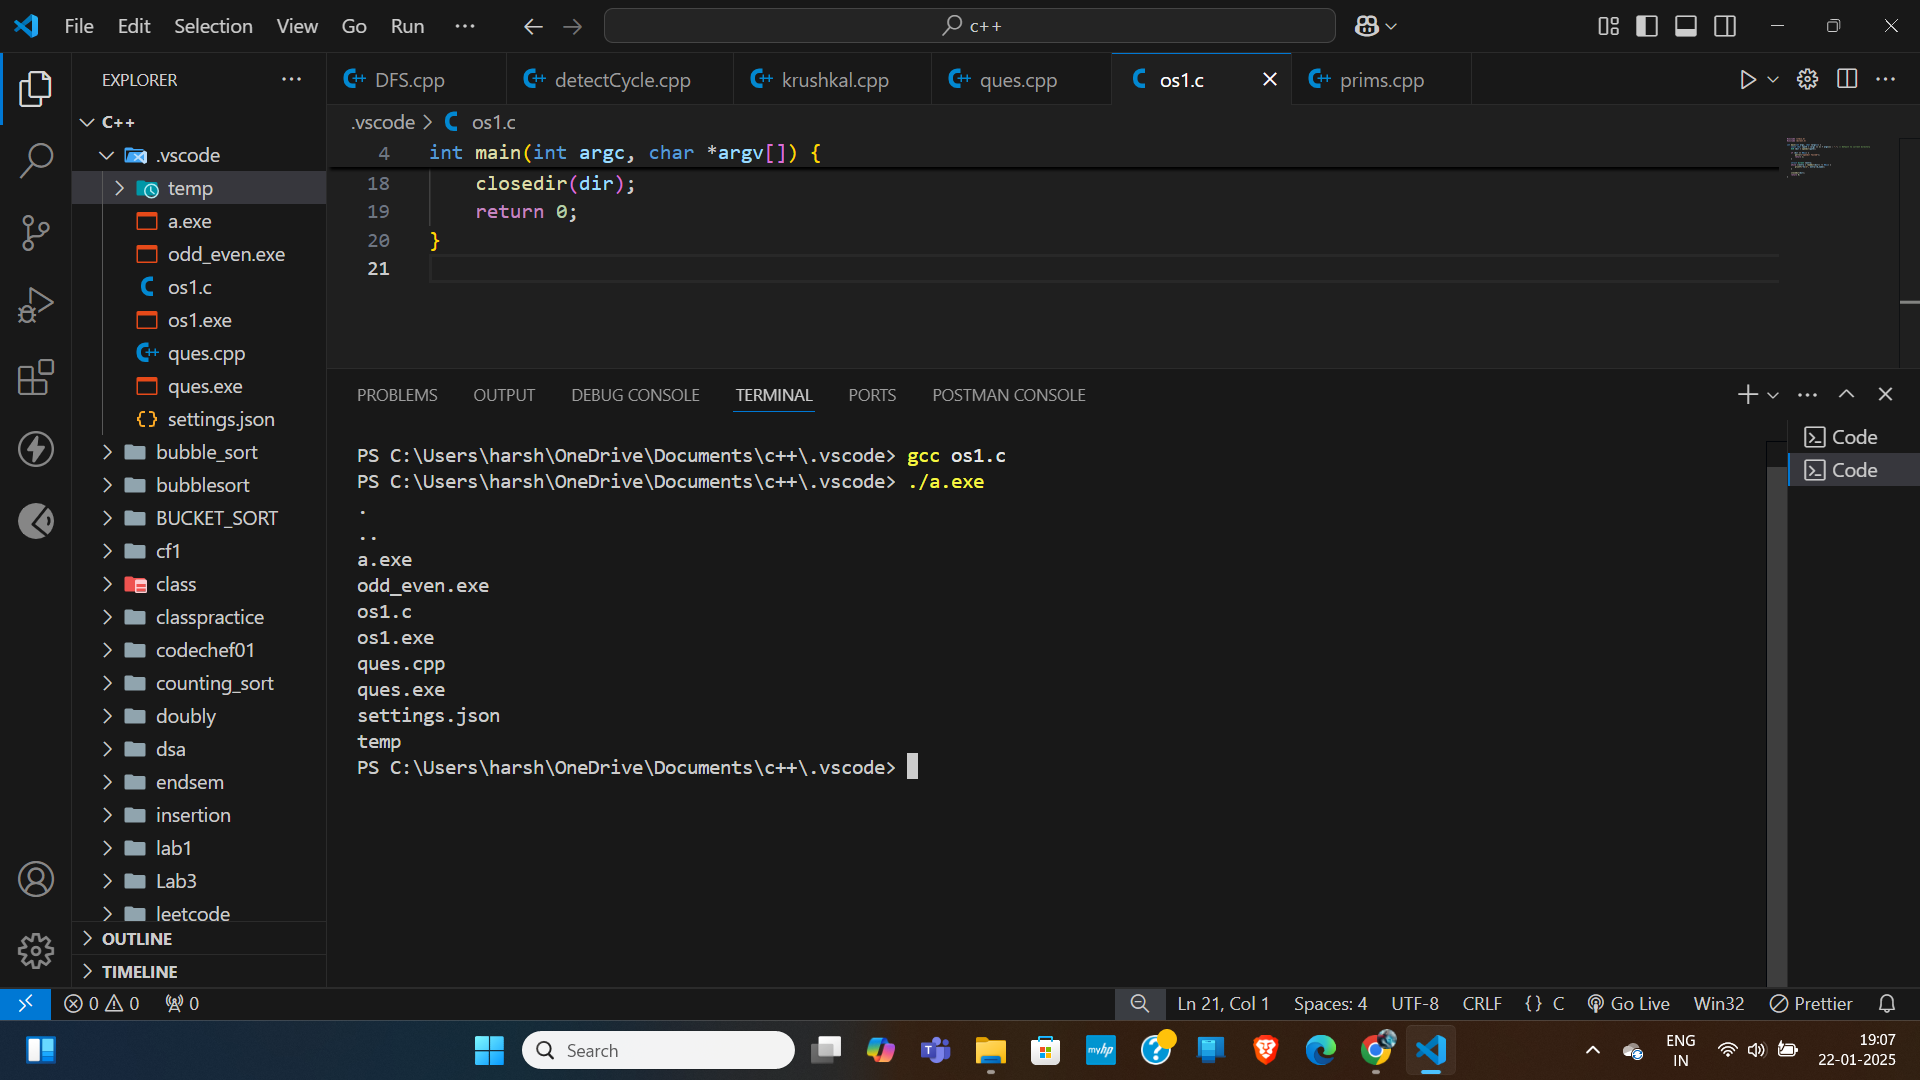 File Edit Selection View Go Run ··· c++
EXPLORER ···
C++
.vscode
temp
a.exe
odd_even.exe
os1.c
os1.exe
ques.cpp
ques.exe
settings.json
bubble_sort
bubblesort
BUCKET_SORT
cf1
class
classpractice
codechef01
counting_sort
doubly
dsa
endsem
insertion
lab1
Lab3
leetcode
OUTLINE
TIMELINE
DFS.cpp detectCycle.cpp krushkal.cpp ques.cpp os1.c prims.cpp
.vscode > os1.c
4 int main(int argc, char *argv[]) {
18 closedir(dir);
19 return 0;
20 }
21
PROBLEMS OUTPUT DEBUG CONSOLE TERMINAL PORTS POSTMAN CONSOLE
PS C:\Users\harsh\OneDrive\Documents\c++\.vscode> gcc os1.c
PS C:\Users\harsh\OneDrive\Documents\c++\.vscode> ./a.exe
.
..
a.exe
odd_even.exe
os1.c
os1.exe
ques.cpp
ques.exe
settings.json
temp
PS C:\Users\harsh\OneDrive\Documents\c++\.vscode>
Code
Code
0 0 0 Ln 21, Col 1 Spaces: 4 UTF-8 CRLF {} C Go Live Win32 Prettier
Search
myhp
ENG
IN
19:07
22-01-2025